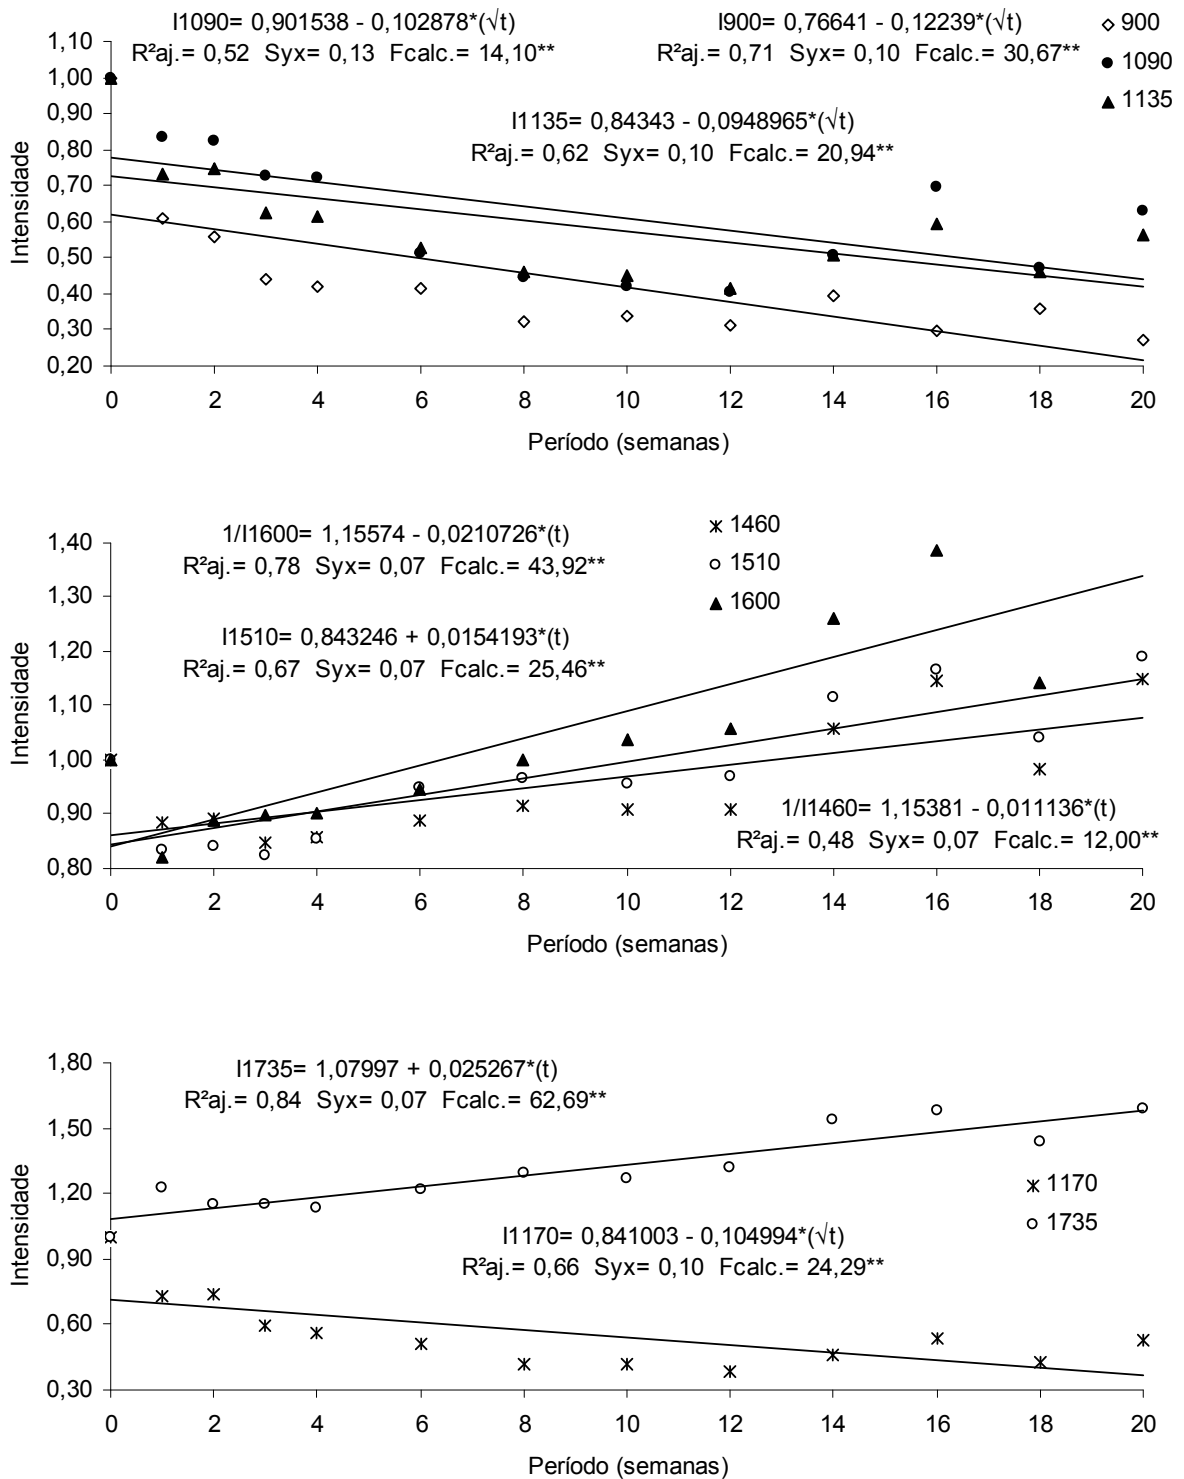 I1090= 0,901538 - 0,102878*(√t)
R²aj.= 0,52 Syx= 0,13 Fcalc.= 14,10**
I900= 0,76641 - 0,12239*(√t)
R²aj.= 0,71 Syx= 0,10 Fcalc.= 30,67**
900
1090
1135
I1135= 0,84343 - 0,0948965*(√t)
R²aj.= 0,62 Syx= 0,10 Fcalc.= 20,94**
Intensidade
1,10
1,00
0,90
0,80
0,70
0,60
0,50
0,40
0,30
0,20
0 2 4 6 8 10 12 14 16 18 20
Período (semanas)
1/I1600= 1,15574 - 0,0210726*(t)
R²aj.= 0,78 Syx= 0,07 Fcalc.= 43,92**
1460
1510
1600
I1510= 0,843246 + 0,0154193*(t)
R²aj.= 0,67 Syx= 0,07 Fcalc.= 25,46**
1/I1460= 1,15381 - 0,011136*(t)
R²aj.= 0,48 Syx= 0,07 Fcalc.= 12,00**
Intensidade
1,40
1,30
1,20
1,10
1,00
0,90
0,80
0 2 4 6 8 10 12 14 16 18 20
Período (semanas)
I1735= 1,07997 + 0,025267*(t)
R²aj.= 0,84 Syx= 0,07 Fcalc.= 62,69**
1170
1735
I1170= 0,841003 - 0,104994*(√t)
R²aj.= 0,66 Syx= 0,10 Fcalc.= 24,29**
Intensidade
1,80
1,50
1,20
0,90
0,60
0,30
0 2 4 6 8 10 12 14 16 18 20
Período (semanas)